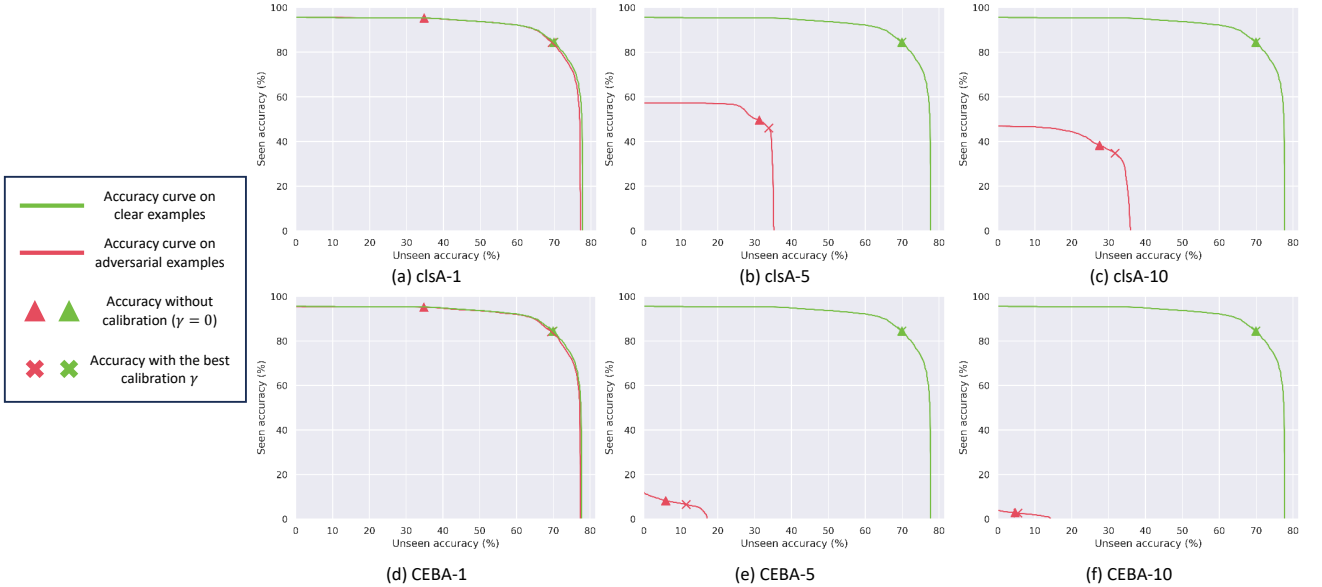 Accuracy curve on
clear examples
Accuracy curve on
adversarial examples
Accuracy without
calibration (γ = 0)
Accuracy with the best
calibration γ
100
80
60
40
20
0
Seen accuracy (%)
0 10 20 30 40 50 60 70 80
Unseen accuracy (%)
(a) clsA-1
100
80
60
40
20
0
Seen accuracy (%)
0 10 20 30 40 50 60 70 80
Unseen accuracy (%)
(b) clsA-5
100
80
60
40
20
0
Seen accuracy (%)
0 10 20 30 40 50 60 70 80
Unseen accuracy (%)
(c) clsA-10
100
80
60
40
20
0
Seen accuracy (%)
0 10 20 30 40 50 60 70 80
Unseen accuracy (%)
(d) CEBA-1
100
80
60
40
20
0
Seen accuracy (%)
0 10 20 30 40 50 60 70 80
Unseen accuracy (%)
(e) CEBA-5
100
80
60
40
20
0
Seen accuracy (%)
0 10 20 30 40 50 60 70 80
Unseen accuracy (%)
(f) CEBA-10